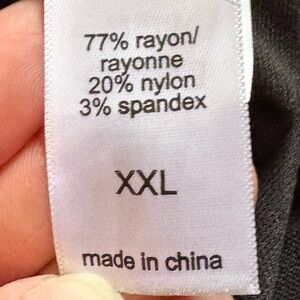 77% rayon/
rayonne
20% nylon
3% spandex
XXL
made in china